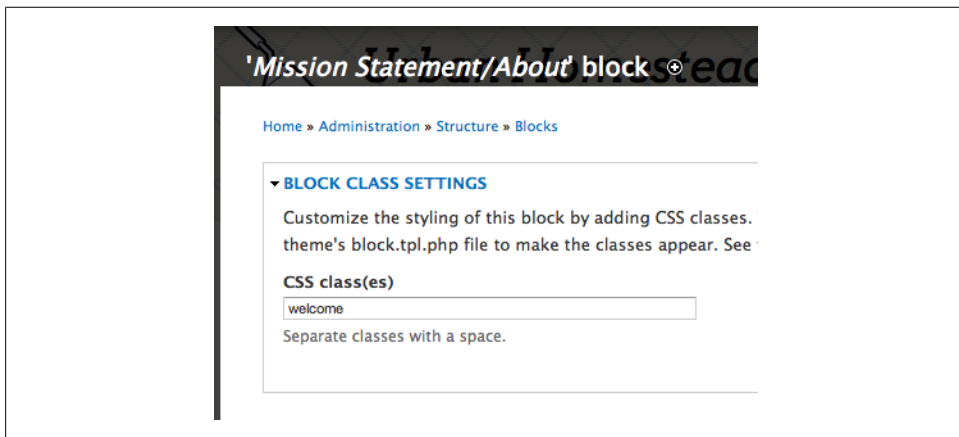 'Mission Statement/About' block
Home » Administration » Structure » Blocks
BLOCK CLASS SETTINGS
Customize the styling of this block by adding CSS classes.
theme's block.tpl.php file to make the classes appear. See
CSS class(es)
welcome
Separate classes with a space.